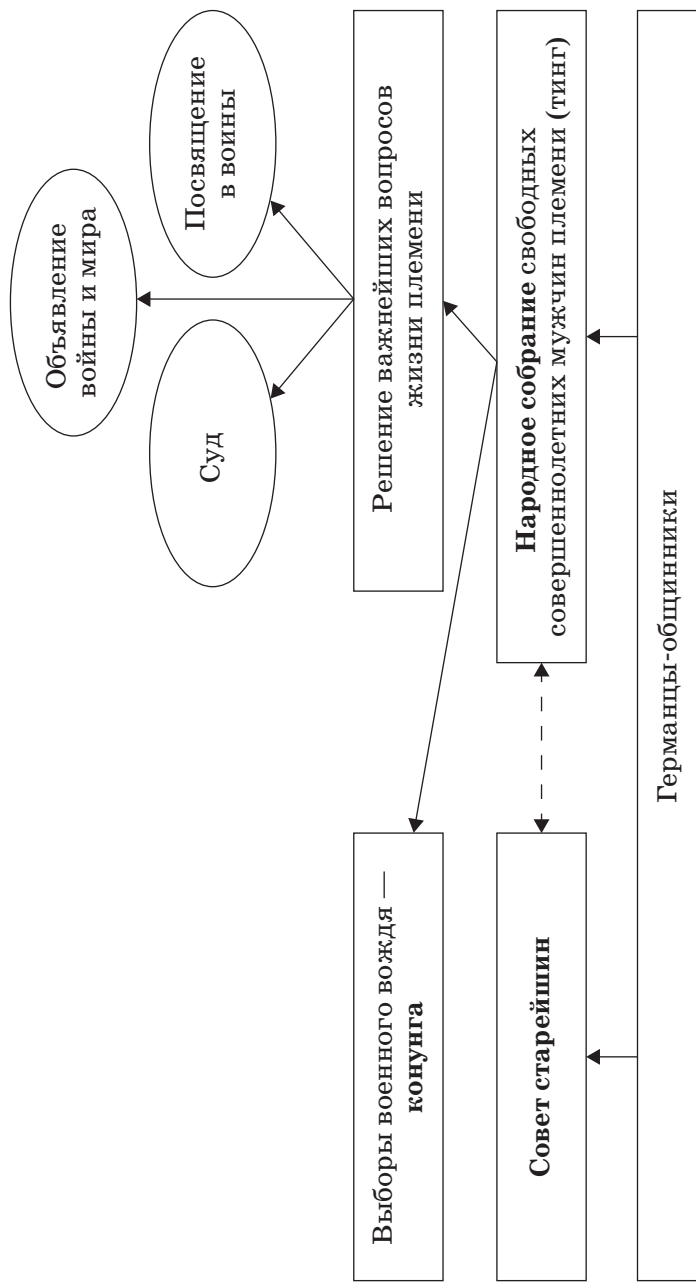 Объявление
войны и мира
Суд
Посвящение
в воины
Выборы военного вождя —
конунга
Решение важнейших вопросов
жизни племени
Совет старейшин
Народное собрание свободных
совершеннолетних мужчин племени (тинг)
Германцы-общинники